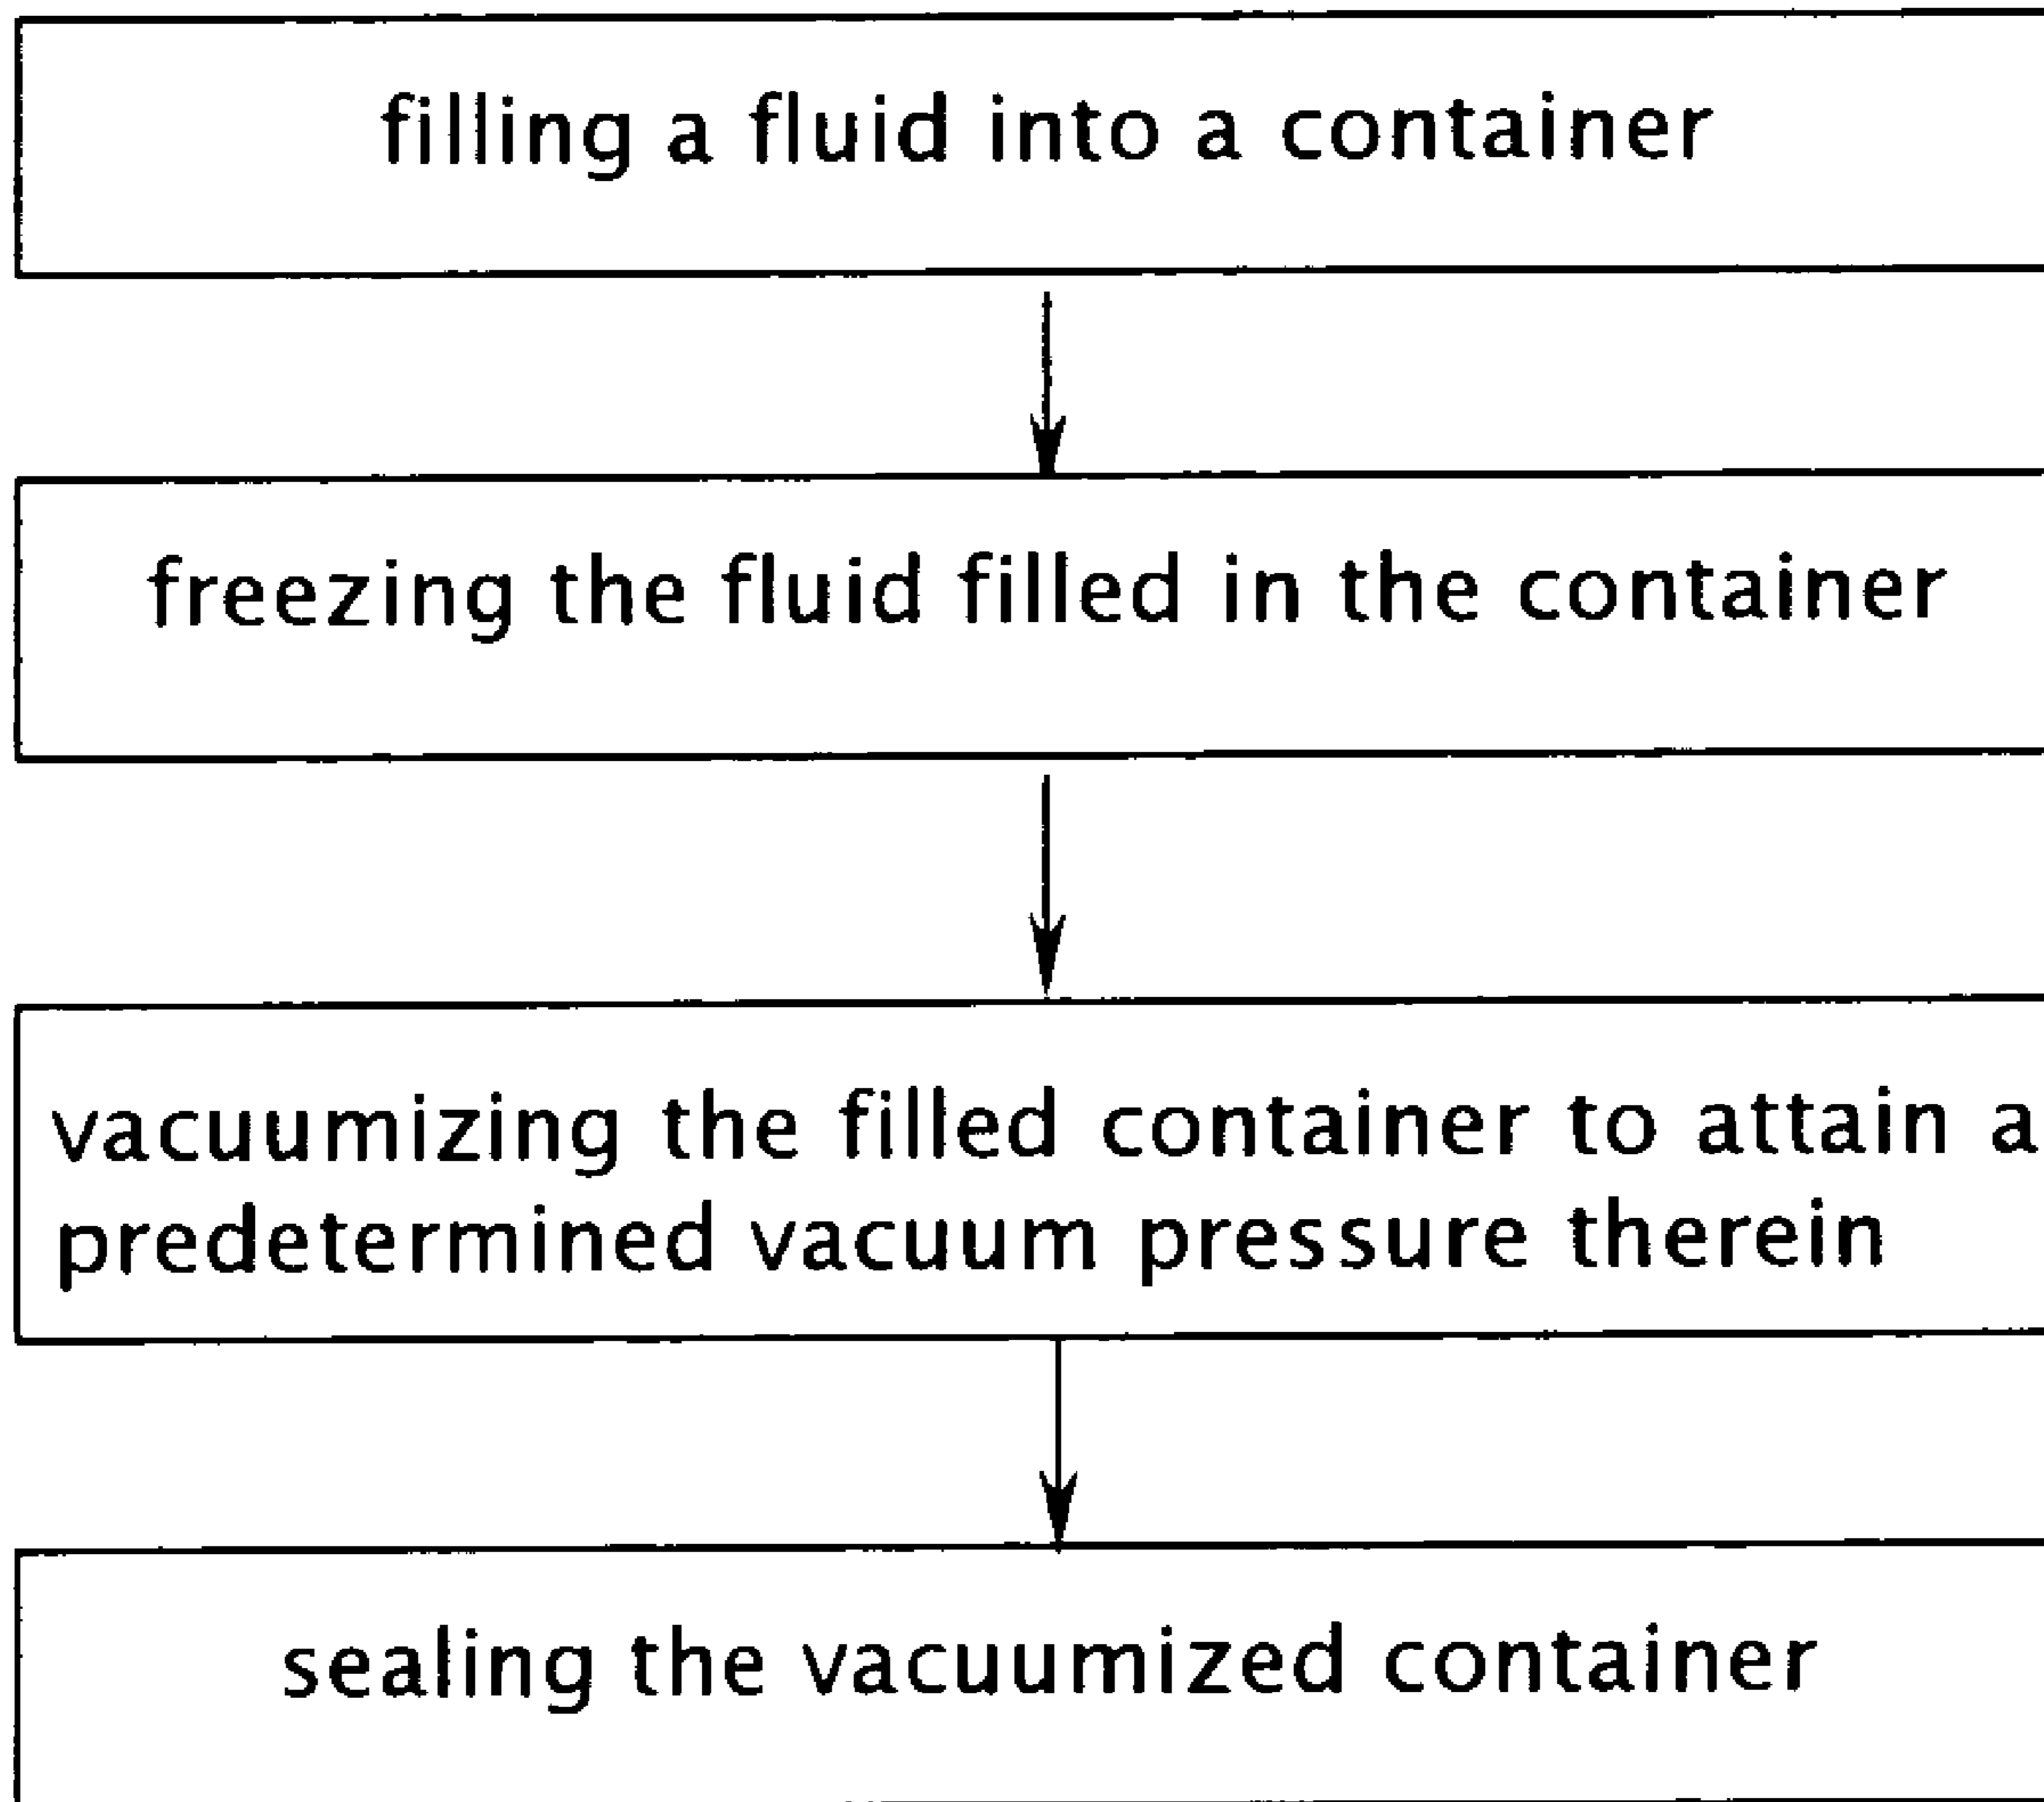 filling a fluid into a container
freezing the fluid filled in the container
vacuumizing the filled container to attain a
predetermined vacuum pressure therein
sealing the vacuumized container